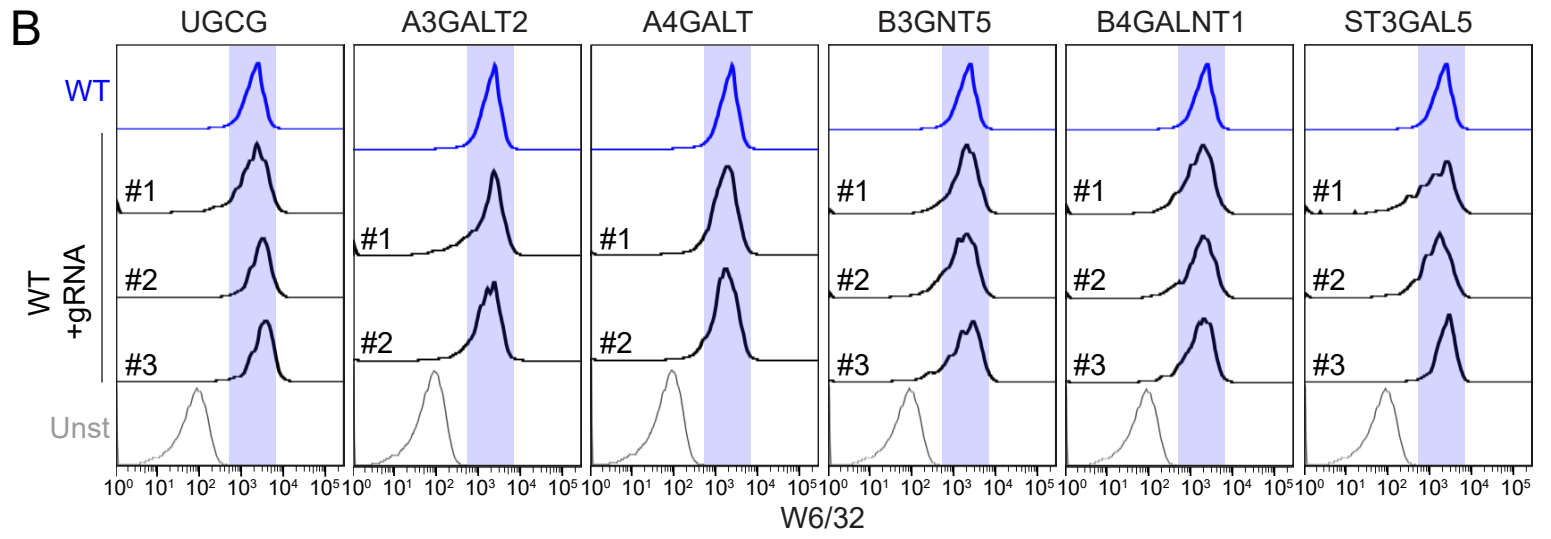 B
UGCG A3GALT2 A4GALT B3GNT5 B4GALNT1 ST3GAL5
WT
WT
+gRNA
#1 #1 #1 #1 #1 #1
#2 #2 #2 #2 #2 #2
#3 #3 #3 #3
Unst
10⁰ 10¹ 10² 10³ 10⁴ 10⁵ 10⁰ 10¹ 10² 10³ 10⁴ 10⁵ 10⁰ 10¹ 10² 10³ 10⁴ 10⁵ 10⁰ 10¹ 10² 10³ 10⁴ 10⁵ 10⁰ 10¹ 10² 10³ 10⁴ 10⁵ 10⁰ 10¹ 10² 10³ 10⁴ 10⁵
W6/32